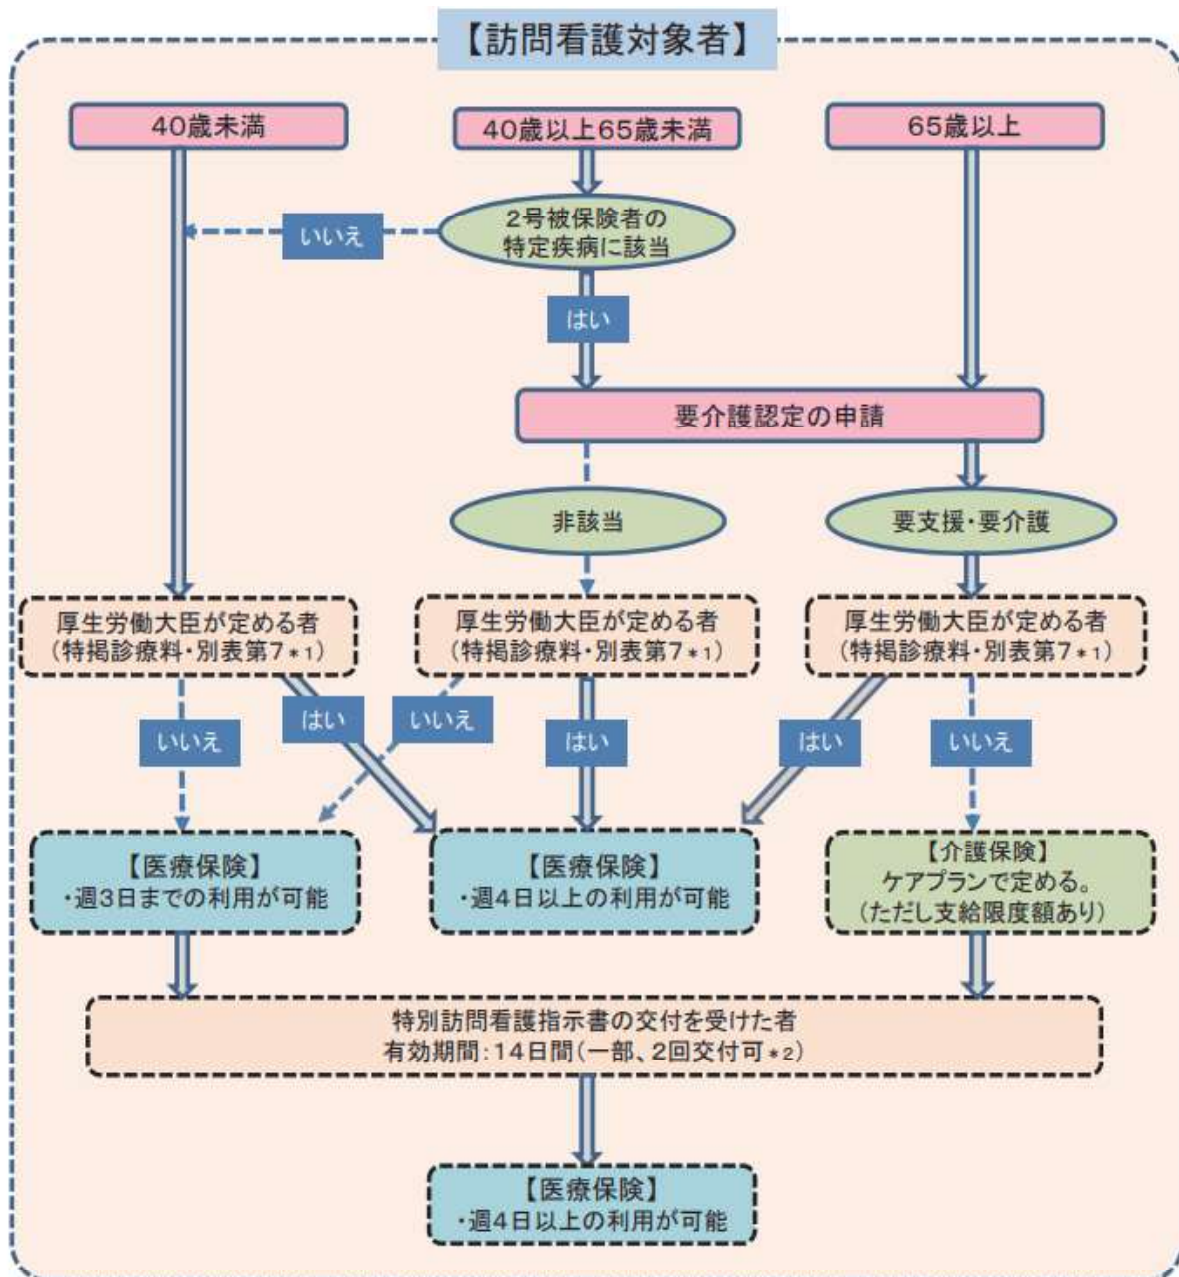 【訪問看護対象者】
40歳未満
40歳以上65歳未満
65歳以上
2号被保険者の
特定疾病に該当
いいえ
はい
要介護認定の申請
非該当
要支援・要介護
厚生労働大臣が定める者
(特掲診療料・別表第7*1)
厚生労働大臣が定める者
(特掲診療料・別表第7*1)
厚生労働大臣が定める者
(特掲診療料・別表第7*1)
いいえ
はい
いいえ
はい
はい
いいえ
【医療保険】
・週3日までの利用が可能
【医療保険】
・週4日以上の利用が可能
【介護保険】
ケアプランで定める。
(ただし支給限度額あり)
特別訪問看護指示書の交付を受けた者
有効期間:14日間(一部、2回交付可*2)
【医療保険】
・週4日以上の利用が可能